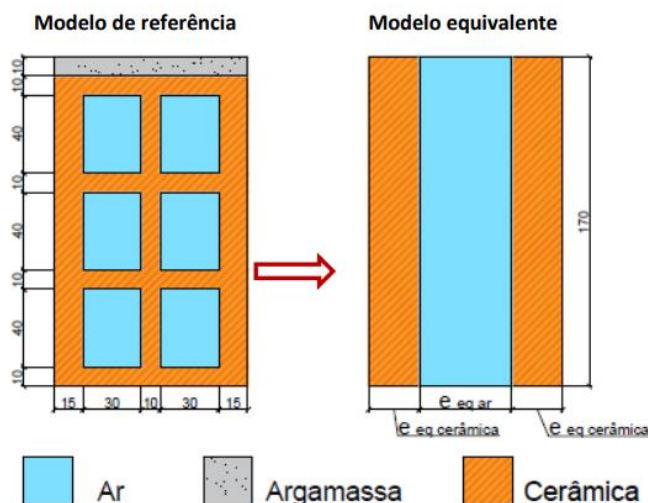 Modelo de referência
Modelo equivalente
10
10
40
10
40
10
40
10
15 30 10 30 15
170
e eq ar
e eq cerâmica
e eq cerâmica
Ar
Argamassa
Cerâmica